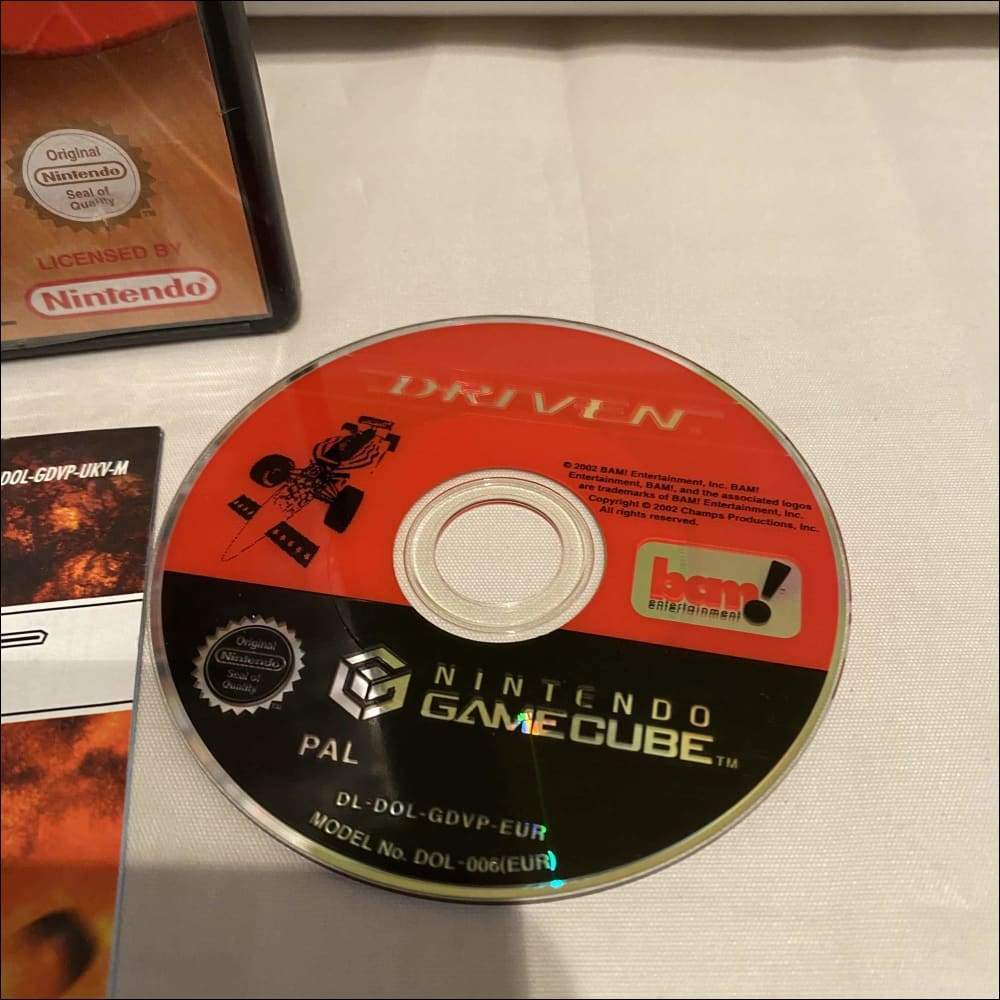 Original
Nintendo
Seal of
Quality
TM
LICENSED BY
Nintendo®
DOL-GDVP-UKV-M
DRIVEN
© 2002 BAM! Entertainment, Inc. BAM!
Entertainment, BAM!, and the associated logos
are trademarks of BAM! Entertainment, Inc.
Copyright © 2002 Champs Productions, Inc.
All rights reserved.
bam!
entertainment
Original
Nintendo
Seal of
Quality
NINTENDO
GAMECUBE TM
PAL
DL-DOL-GDVP-EUR
MODEL No. DOL-006(EUR)